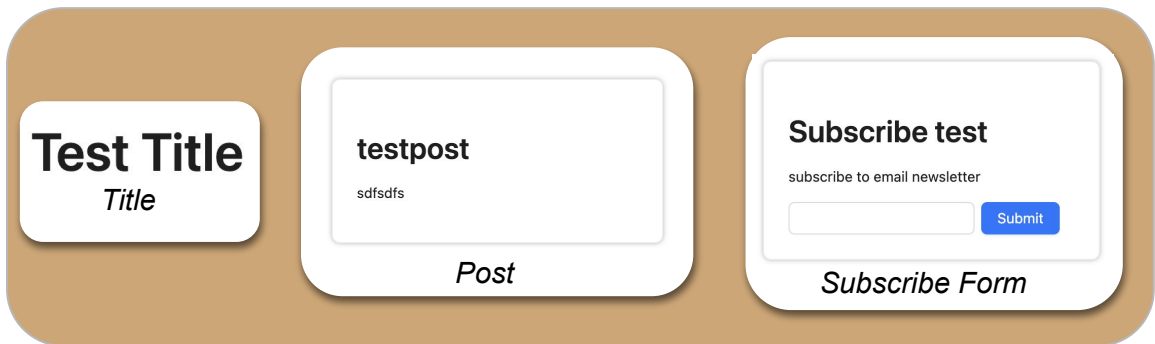 Test Title
Title
testpost
sdfsdfs
Post
Subscribe test
subscribe to email newsletter
Submit
Subscribe Form